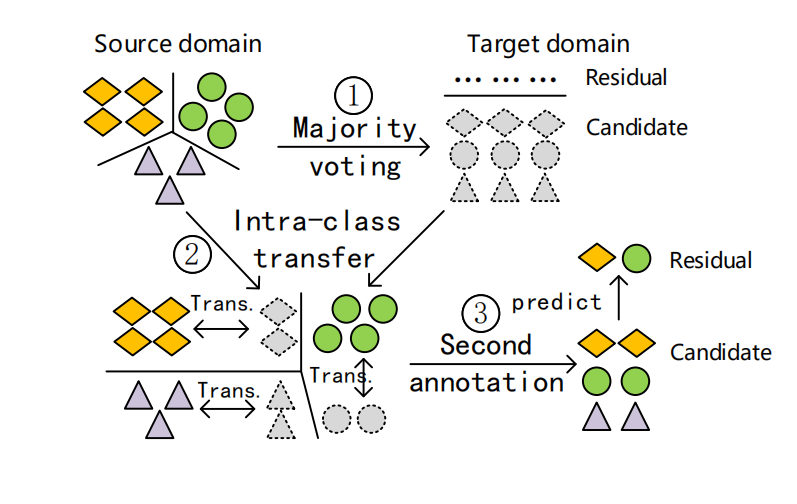 Source domain
Target domain
... ... ...
Residual
①
Majority
voting
Candidate
Intra-class
transfer
②
Residual
Trans.
③
predict
Second
annotation
Candidate
Trans.
Trans.